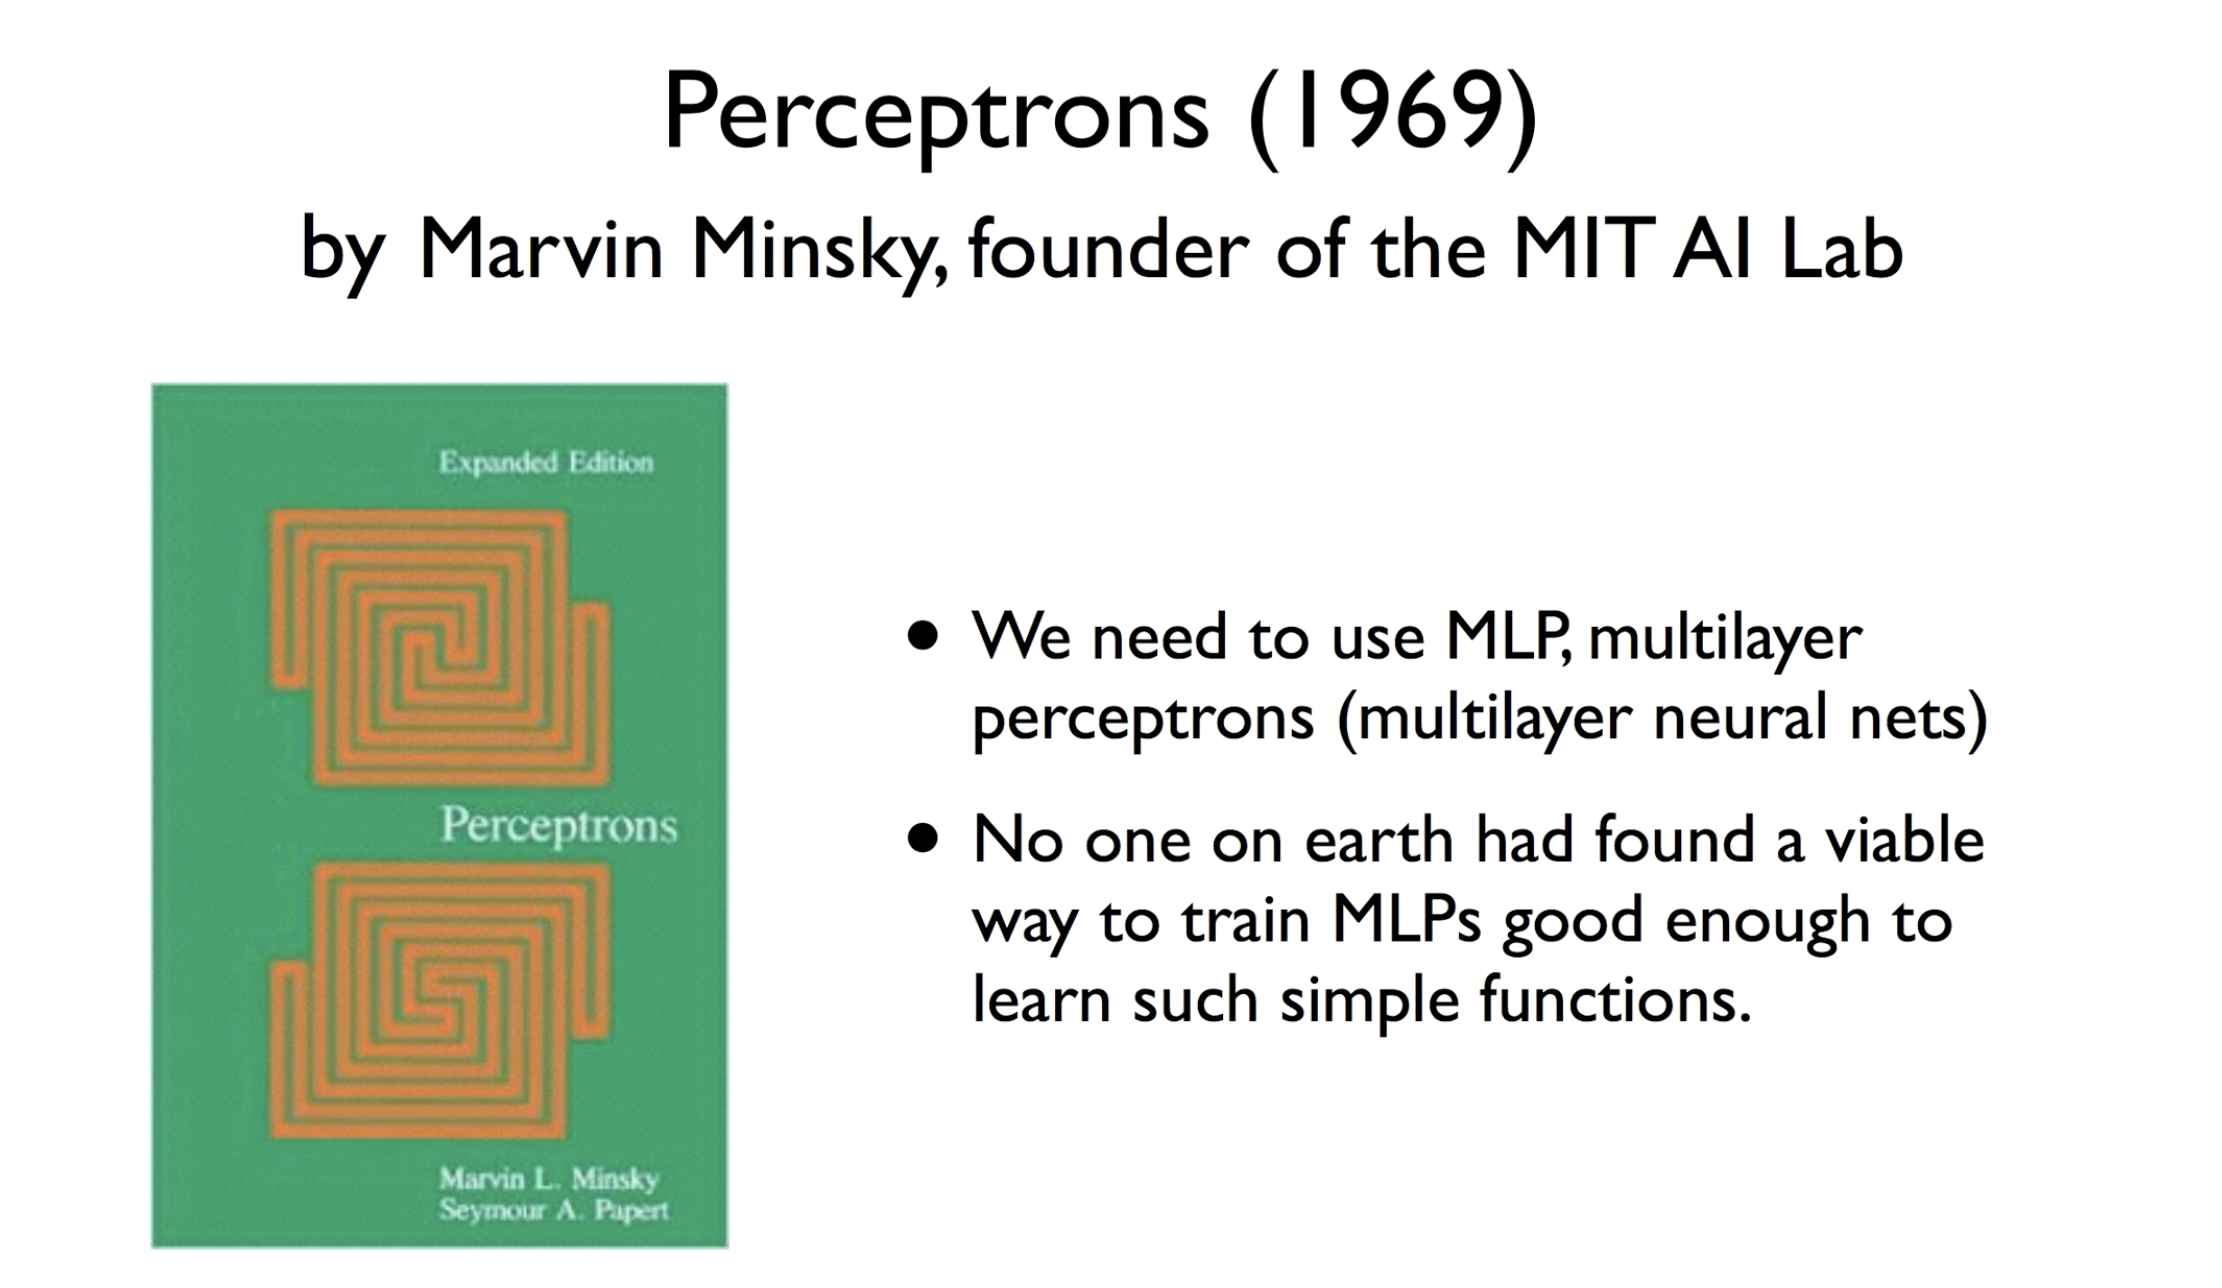 Perceptrons (1969)
by Marvin Minsky, founder of the MIT AI Lab
Expanded Edition
Perceptrons
Marvin L. Minsky
Seymour A. Papert
• We need to use MLP, multilayer
perceptrons (multilayer neural nets)
• No one on earth had found a viable
way to train MLPs good enough to
learn such simple functions.